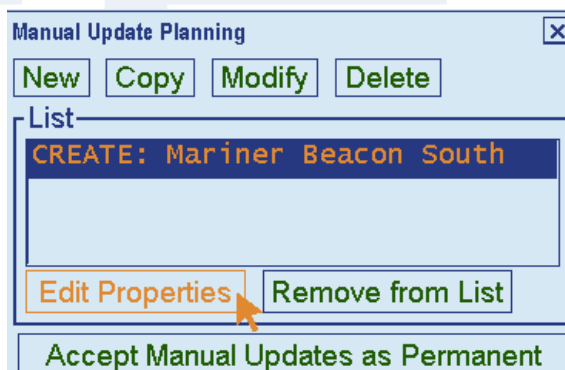 Manual Update Planning
New Copy Modify Delete
List
CREATE: Mariner Beacon South
Edit Properties Remove from List
Accept Manual Updates as Permanent